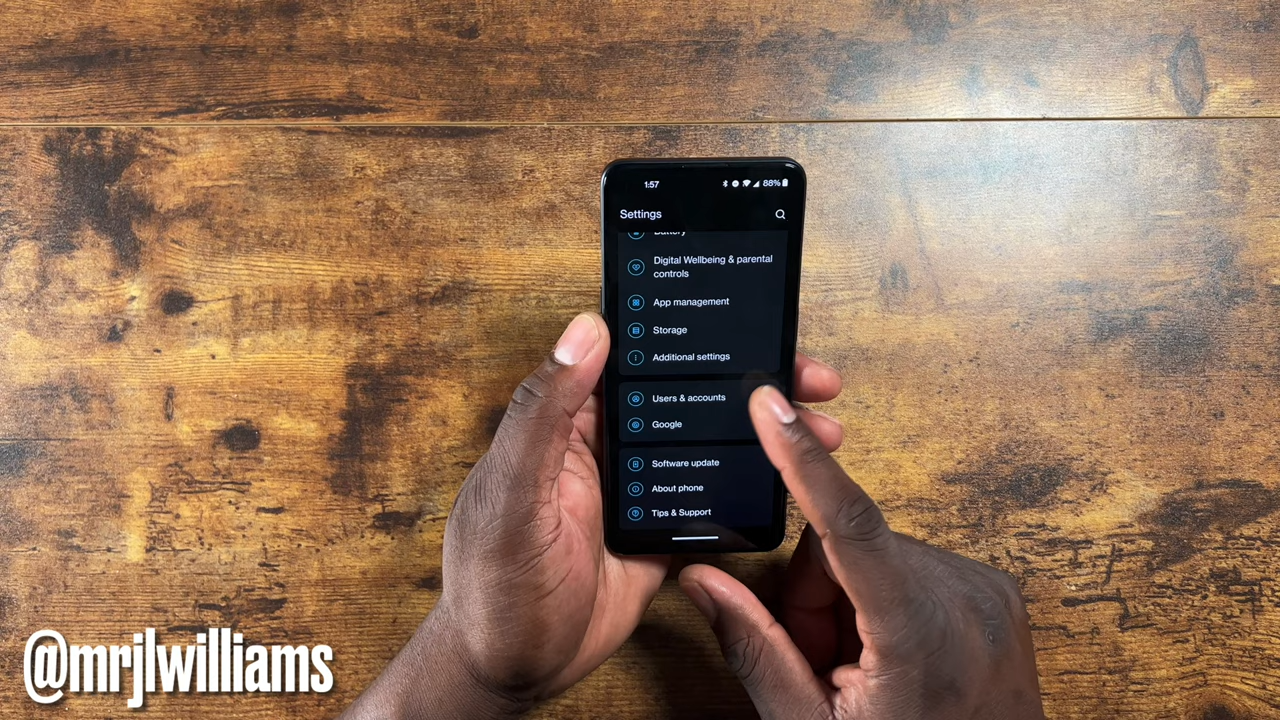 1:57
88%
Settings
Battery
Digital Wellbeing & parental
controls
App management
Storage
Additional settings
Users & accounts
Google
Software update
About phone
Tips & Support
@mrjlwilliams